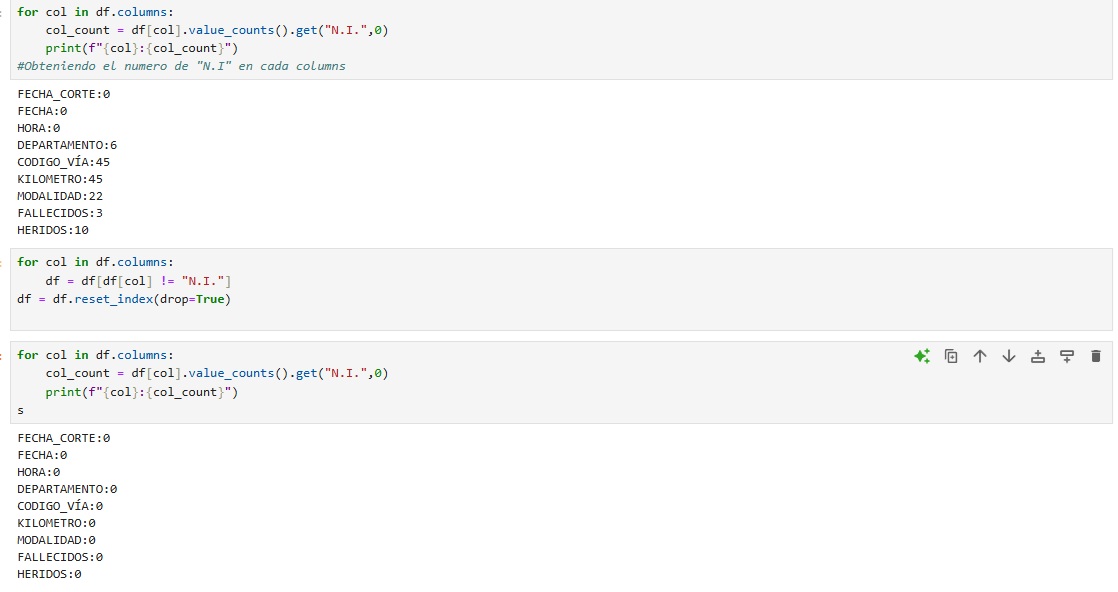 for col in df.columns:
    col_count = df[col].value_counts().get("N.I.",0)
    print(f"{col}:{col_count}")
#Obteniendo el numero de "N.I" en cada columns
FECHA_CORTE:0
FECHA:0
HORA:0
DEPARTAMENTO:6
CODIGO_VÍA:45
KILOMETRO:45
MODALIDAD:22
FALLECIDOS:3
HERIDOS:10
for col in df.columns:
    df = df[df[col] != "N.I."]
df = df.reset_index(drop=True)
for col in df.columns:
    col_count = df[col].value_counts().get("N.I.",0)
    print(f"{col}:{col_count}")
s
FECHA_CORTE:0
FECHA:0
HORA:0
DEPARTAMENTO:0
CODIGO_VÍA:0
KILOMETRO:0
MODALIDAD:0
FALLECIDOS:0
HERIDOS:0